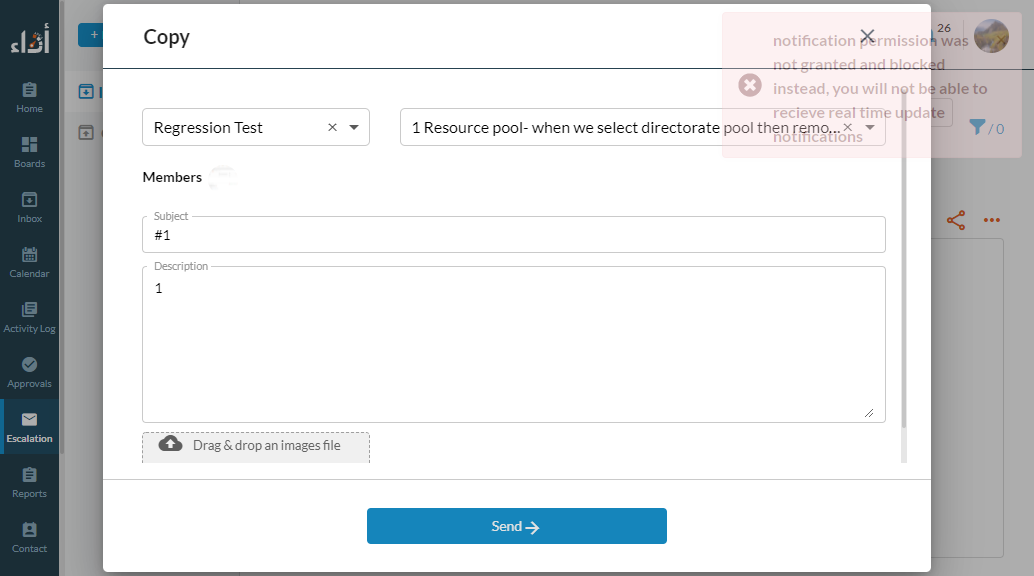 أداء
Home
Boards
Inbox
Calendar
Activity Log
Approvals
Escalation
Reports
Contact
+
Copy
26
notification permission was
not granted and blocked
instead, you will not be able to
recieve real time update
notifications
/ 0
Regression Test
1 Resource pool- when we select directorate pool then remo...
Members
Subject
#1
Description
1
Drag & drop an images file
Send